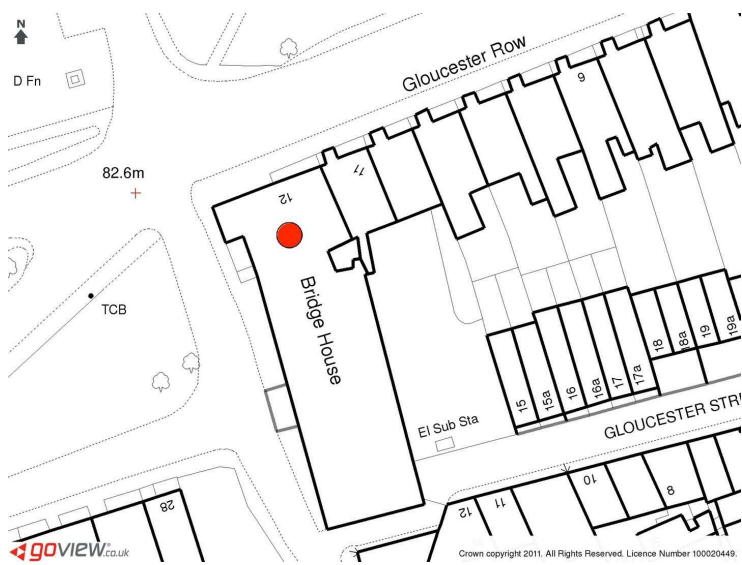 N
D Fn
82.6m
TCB
Gloucester Row
9
11
12
Bridge House
El Sub Sta
15
15a
16
16a
17
17a
18
18a
19
19a
GLOUCESTER STR
28
12
11
10
8
goview.co.uk
Crown copyright 2011. All Rights Reserved. Licence Number 100020449.